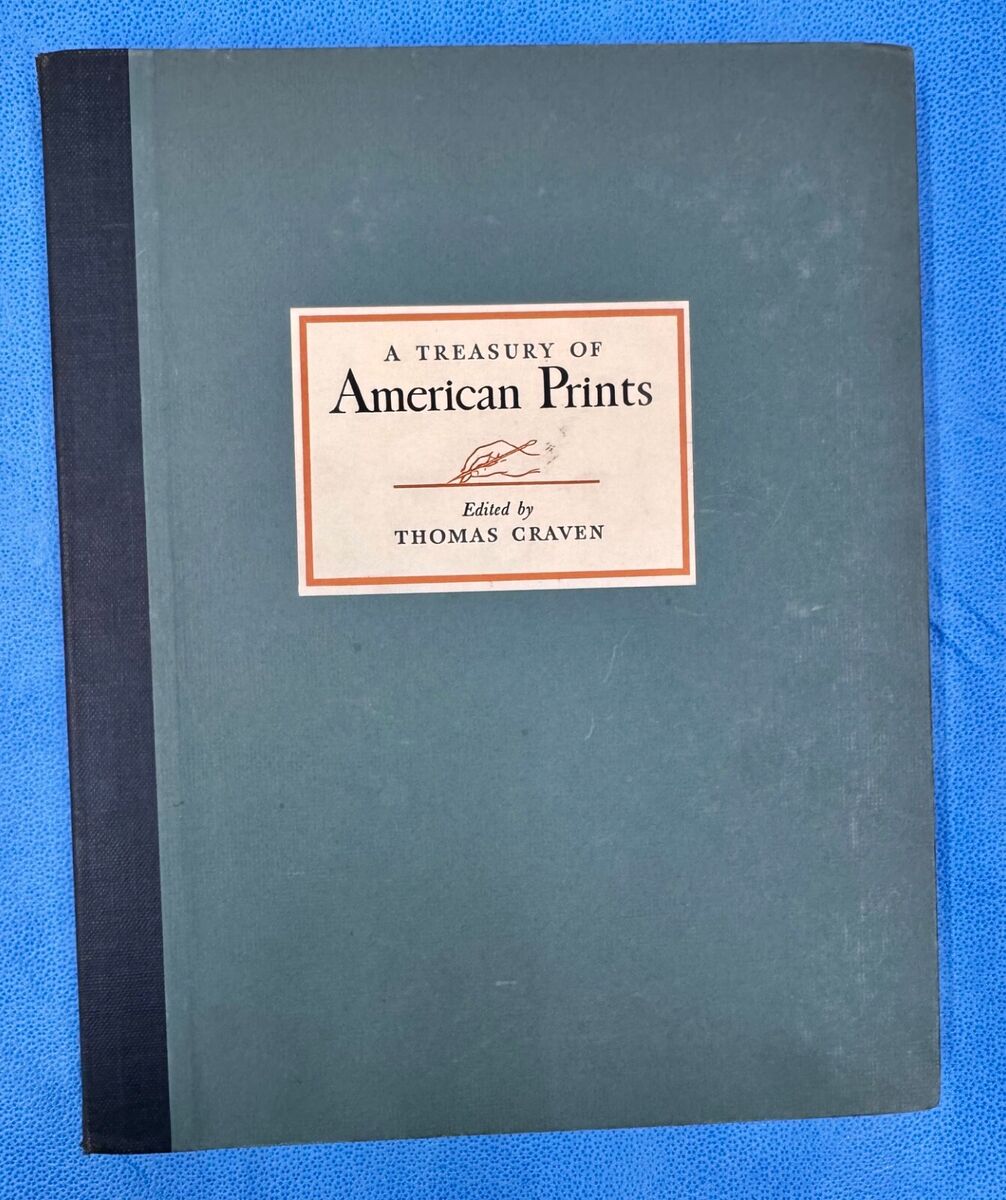 A TREASURY OF
American Prints
Edited by
THOMAS CRAVEN